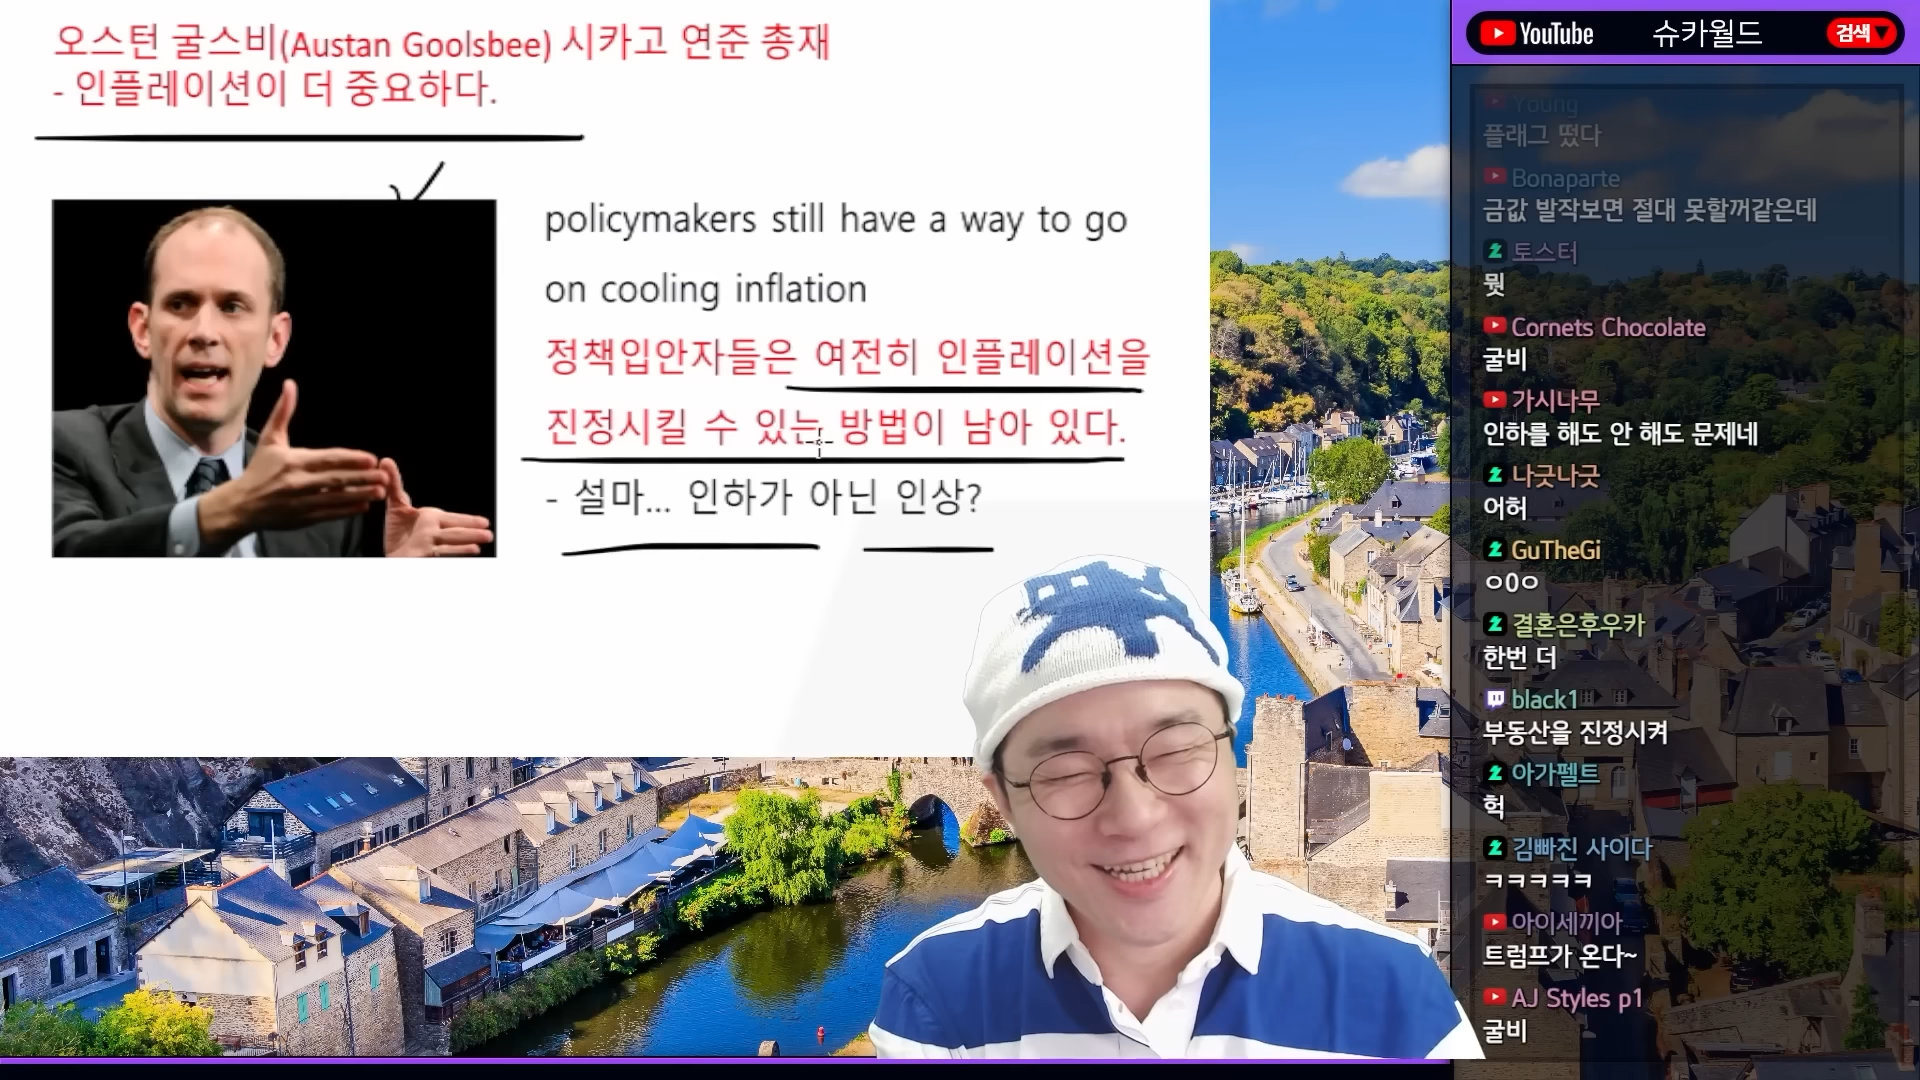 오스턴 굴스비(Austan Goolsbee) 시카고 연준 총재
- 인플레이션이 더 중요하다.
policymakers still have a way to go
on cooling inflation
정책입안자들은 여전히 인플레이션을
진정시킬 수 있는 방법이 남아 있다.
- 설마... 인하가 아닌 인상?
YouTube 슈카월드 검색
Young
플래그 떴다
Bonaparte
금값 발작보면 절대 못할꺼같은데
토스터
뭣
Cornets Chocolate
굴비
가시나무
인하를 해도 안 해도 문제네
나긋나긋
어허
GuTheGi
ㅇ0ㅇ
결혼은후우카
한번 더
black1
부동산을 진정시켜
아가펠트
헉
김빠진 사이다
ㅋㅋㅋㅋㅋ
아이세끼아
트럼프가 온다~
AJ Styles p1
굴비